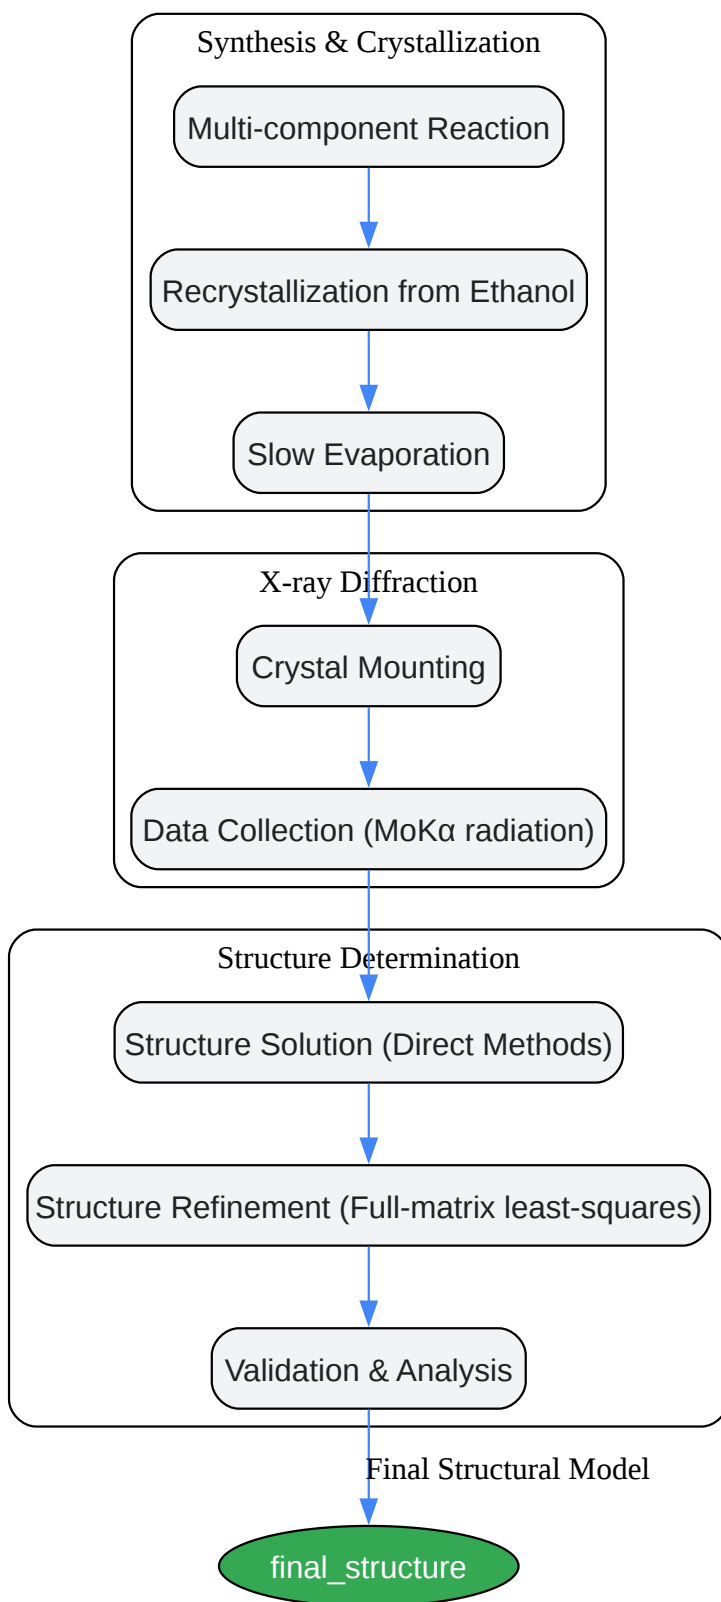 Synthesis & Crystallization
Multi-component Reaction
Recrystallization from Ethanol
Slow Evaporation
X-ray Diffraction
Crystal Mounting
Data Collection (MoKα radiation)
Structure Determination
Structure Solution (Direct Methods)
Structure Refinement (Full-matrix least-squares)
Validation & Analysis
Final Structural Model
final_structure